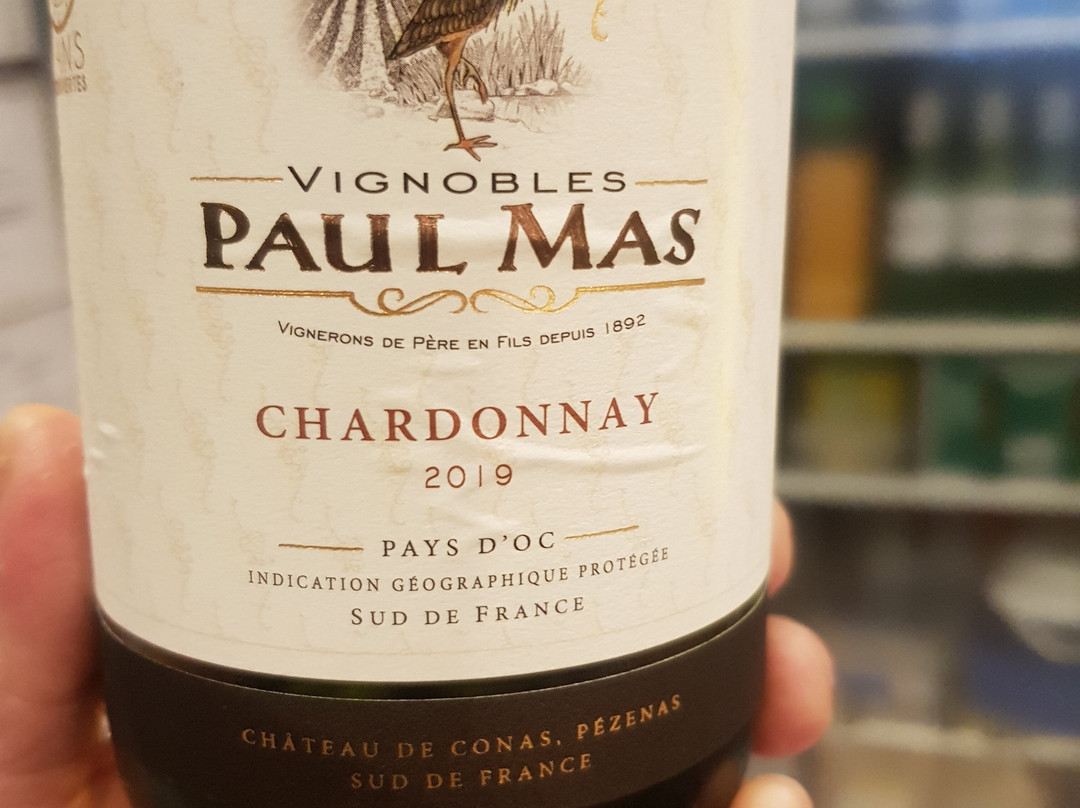 VIGNOBLES
PAUL MAS
VIGNERONS DE PÈRE EN FILS DEPUIS 1892
CHARDONNAY
2019
PAYS D'OC
INDICATION GÉOGRAPHIQUE PROTÉGÉE
SUD DE FRANCE
CHÂTEAU DE CONAS, PÉZENAS
SUD DE FRANCE